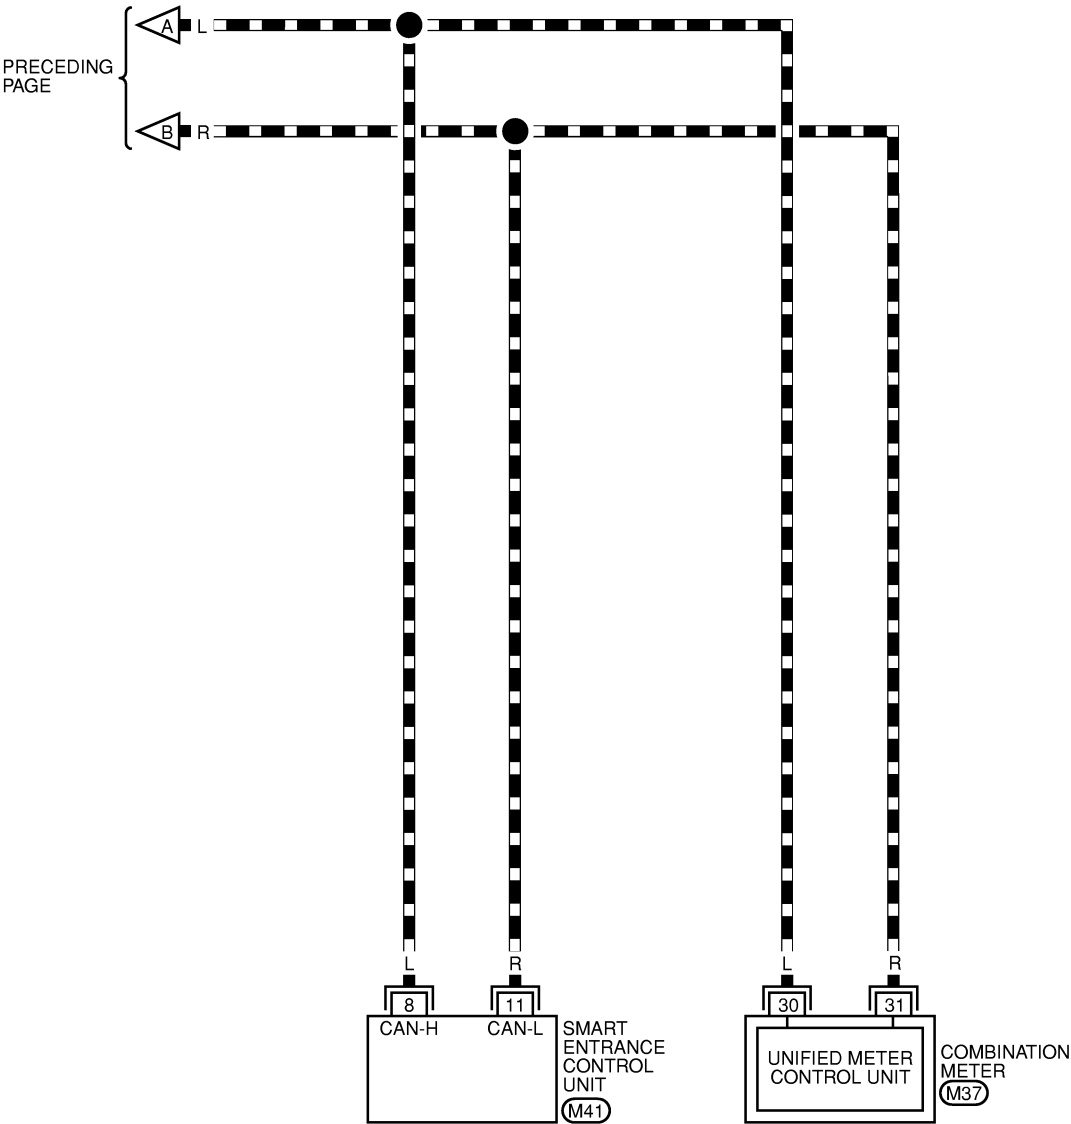 A L
PRECEDING
PAGE
B R
L R L R
8 11 30 31
CAN-H CAN-L
SMART
ENTRANCE
CONTROL
UNIT
M41
UNIFIED METER
CONTROL UNIT
COMBINATION
METER
M37